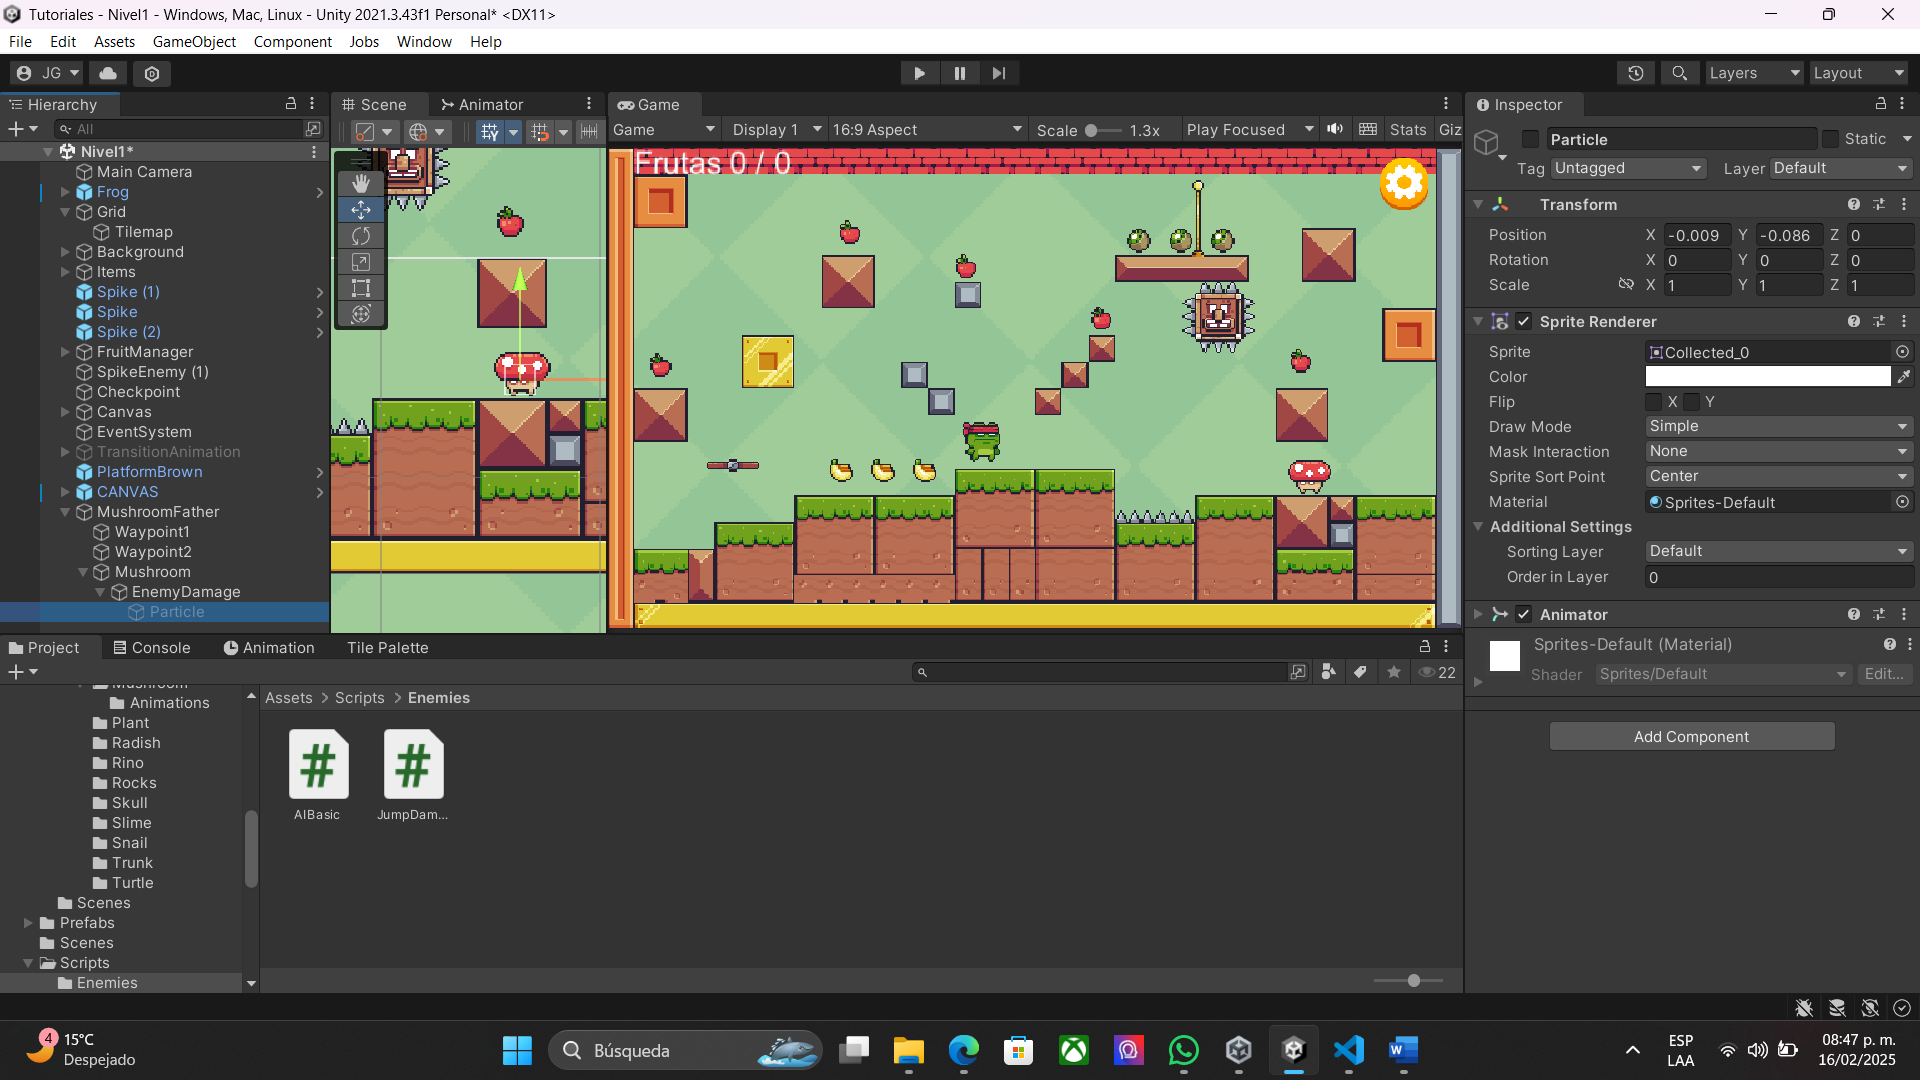 Tutoriales - Nivel1 - Windows, Mac, Linux - Unity 2021.3.43f1 Personal* <DX11>
File Edit Assets GameObject Component Jobs Window Help
JG
Layers Layout
Hierarchy
All
Nivel1*
Main Camera
Frog
Grid
Tilemap
Background
Items
Spike (1)
Spike
Spike (2)
FruitManager
SpikeEnemy (1)
Checkpoint
Canvas
EventSystem
TransitionAnimation
PlatformBrown
CANVAS
MushroomFather
Waypoint1
Waypoint2
Mushroom
EnemyDamage
Particle
Scene Animator
Game
Game Display 1 16:9 Aspect Scale 1.3x Play Focused Stats Giz
Frutas 0 / 0
Inspector
Particle Static
Tag Untagged Layer Default
Transform
Position X -0.009 Y -0.086 Z 0
Rotation X 0 Y 0 Z 0
Scale X 1 Y 1 Z 1
Sprite Renderer
Sprite Collected_0
Color
Flip X Y
Draw Mode Simple
Mask Interaction None
Sprite Sort Point Center
Material Sprites-Default
Additional Settings
Sorting Layer Default
Order in Layer 0
Animator
Sprites-Default (Material)
Shader Sprites/Default Edit...
Add Component
Project Console Animation Tile Palette
22
Mushroom
Animations
Plant
Radish
Rino
Rocks
Skull
Slime
Snail
Trunk
Turtle
Scenes
Prefabs
Scenes
Scripts
Enemies
Assets > Scripts > Enemies
AIBasic JumpDam...
4
15°C
Despejado
Búsqueda
ESP
LAA
08:47 p. m.
16/02/2025